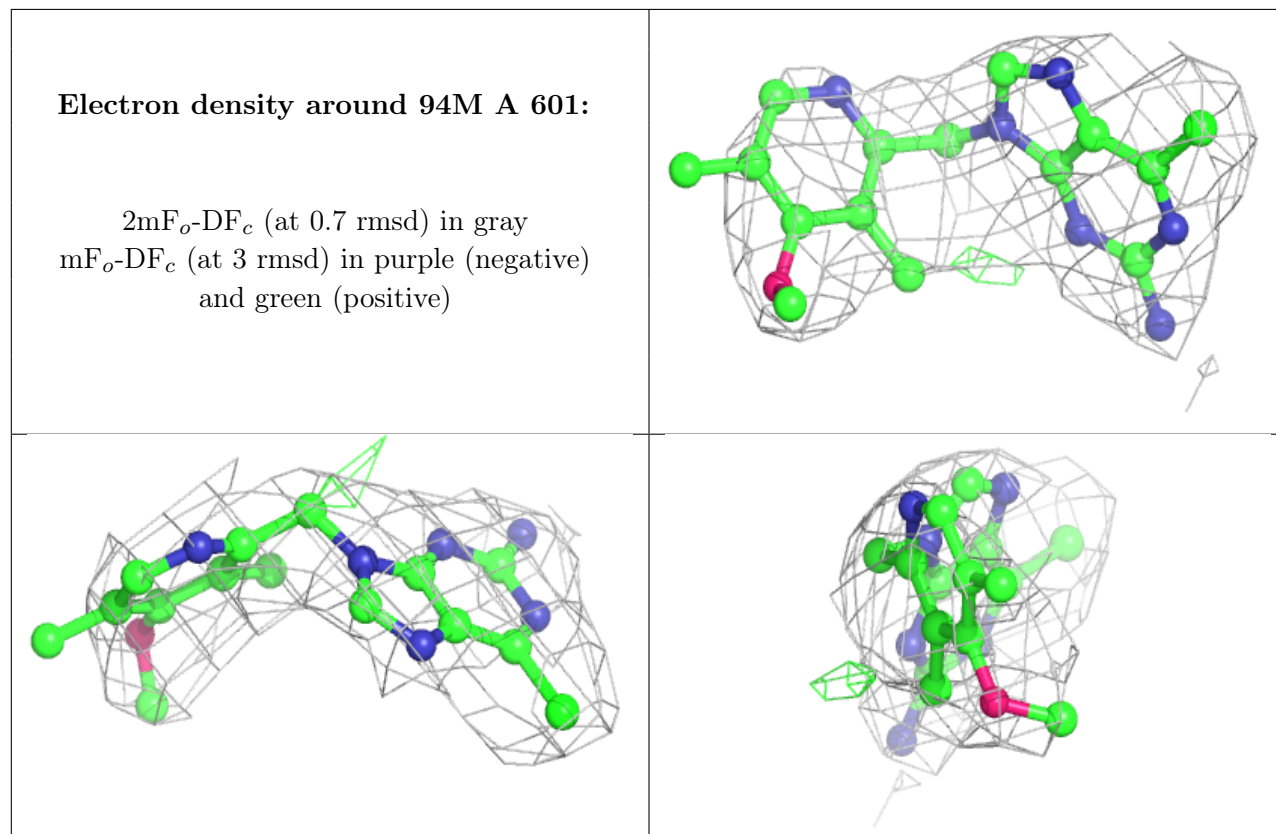 Electron density around 94M A 601:
2mFo-DFc (at 0.7 rmsd) in gray
mFo-DFc (at 3 rmsd) in purple (negative)
and green (positive)